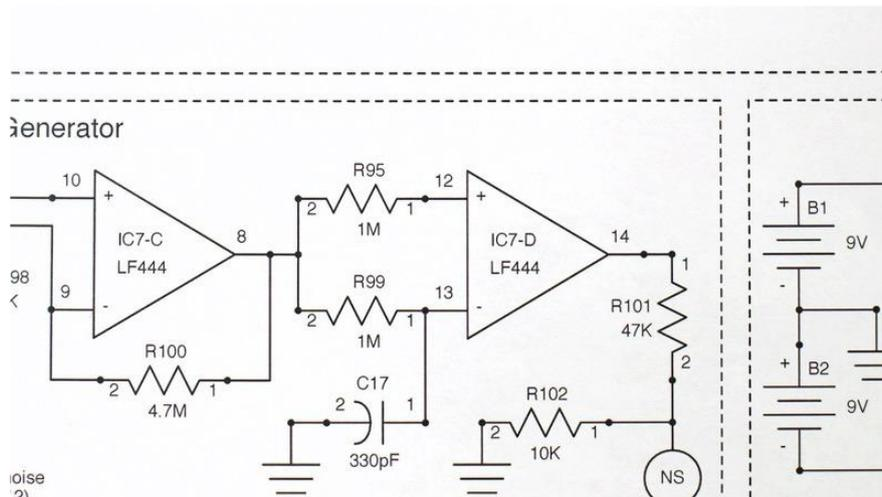 Generator
10
+
IC7-C
LF444
8
98
K
9
-
R100
2
1
4.7M
R95
2
1
1M
12
+
IC7-D
LF444
14
R99
2
1
1M
13
-
C17
2
1
330pF
1
R101
47K
2
R102
2
1
10K
NS
+
B1
9V
-
+
B2
9V
-
noise
2)